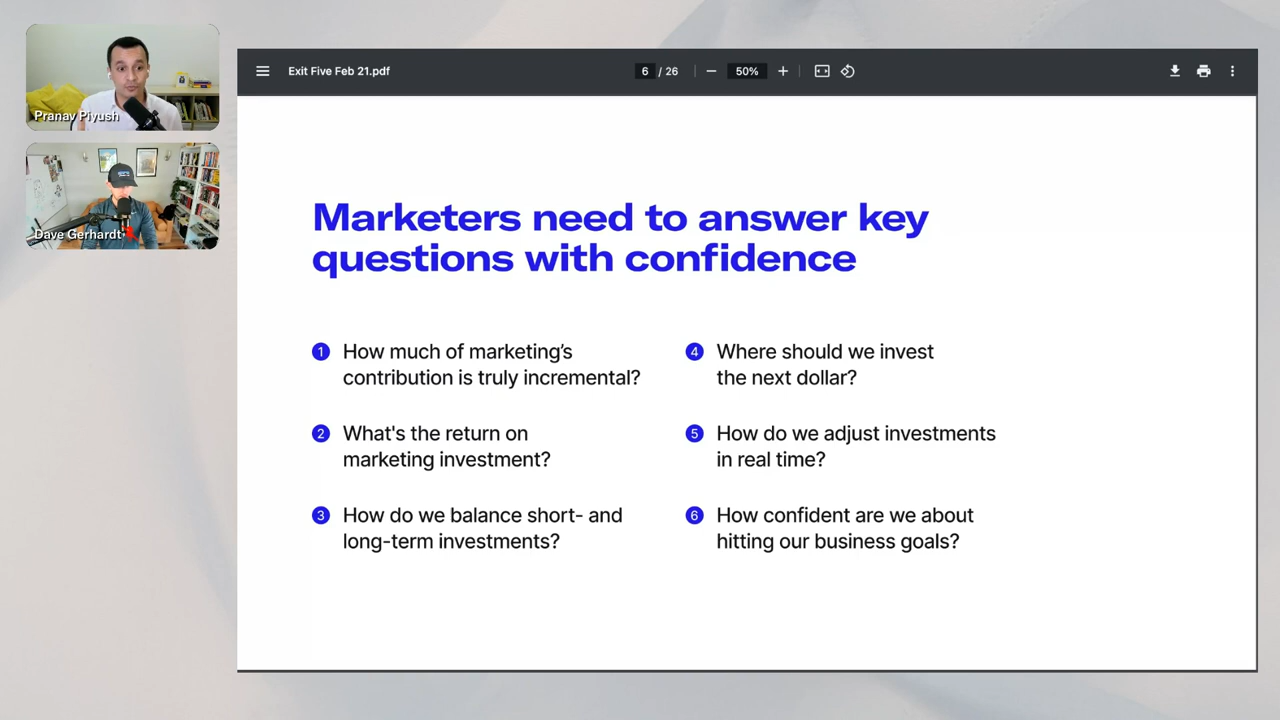 Pranav Piyush
Dave Gerhardt
Exit Five Feb 21.pdf
6 / 26
50%
Marketers need to answer key
questions with confidence
1 How much of marketing’s
contribution is truly incremental?
2 What's the return on
marketing investment?
3 How do we balance short- and
long-term investments?
4 Where should we invest
the next dollar?
5 How do we adjust investments
in real time?
6 How confident are we about
hitting our business goals?